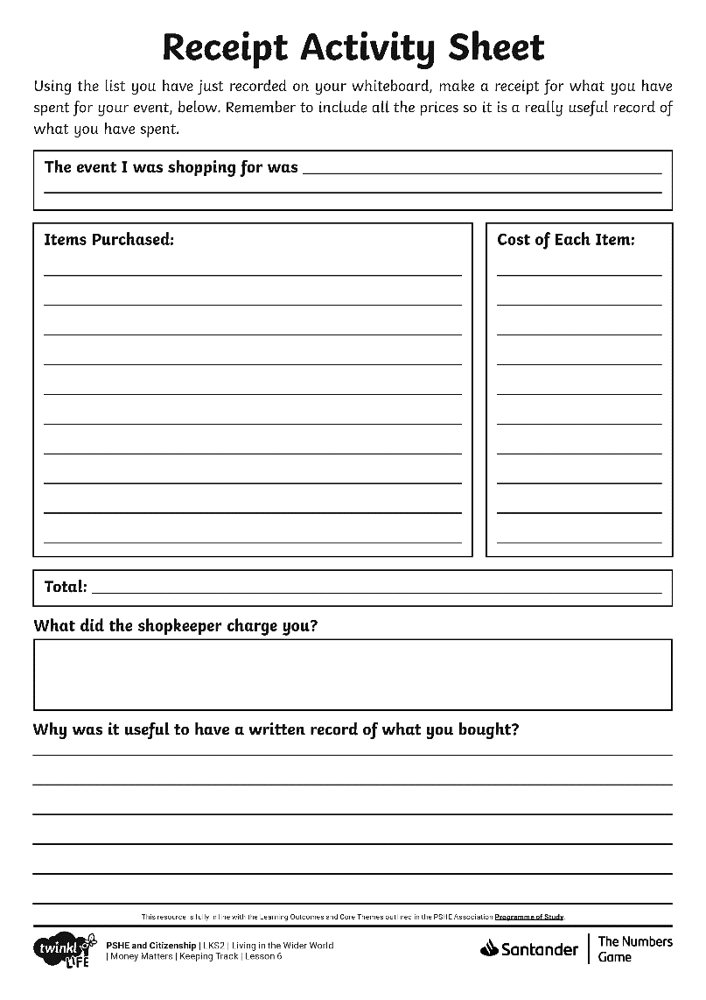 Receipt Activity Sheet
Using the list you have just recorded on your whiteboard, make a receipt for what you have
spent for your event, below. Remember to include all the prices so it is a really useful record of
what you have spent.
The event I was shopping for was
Items Purchased:
Cost of Each Item:
Total:
What did the shopkeeper charge you?
Why was it useful to have a written record of what you bought?
This resource is fully in line with the Learning Outcomes and Core Themes outlined in the PSHE Association Programme of Study.
twinkl
LIFE
PSHE and Citizenship | LKS2 | Living in the Wider World
| Money Matters | Keeping Track | Lesson 6
Santander
The Numbers
Game